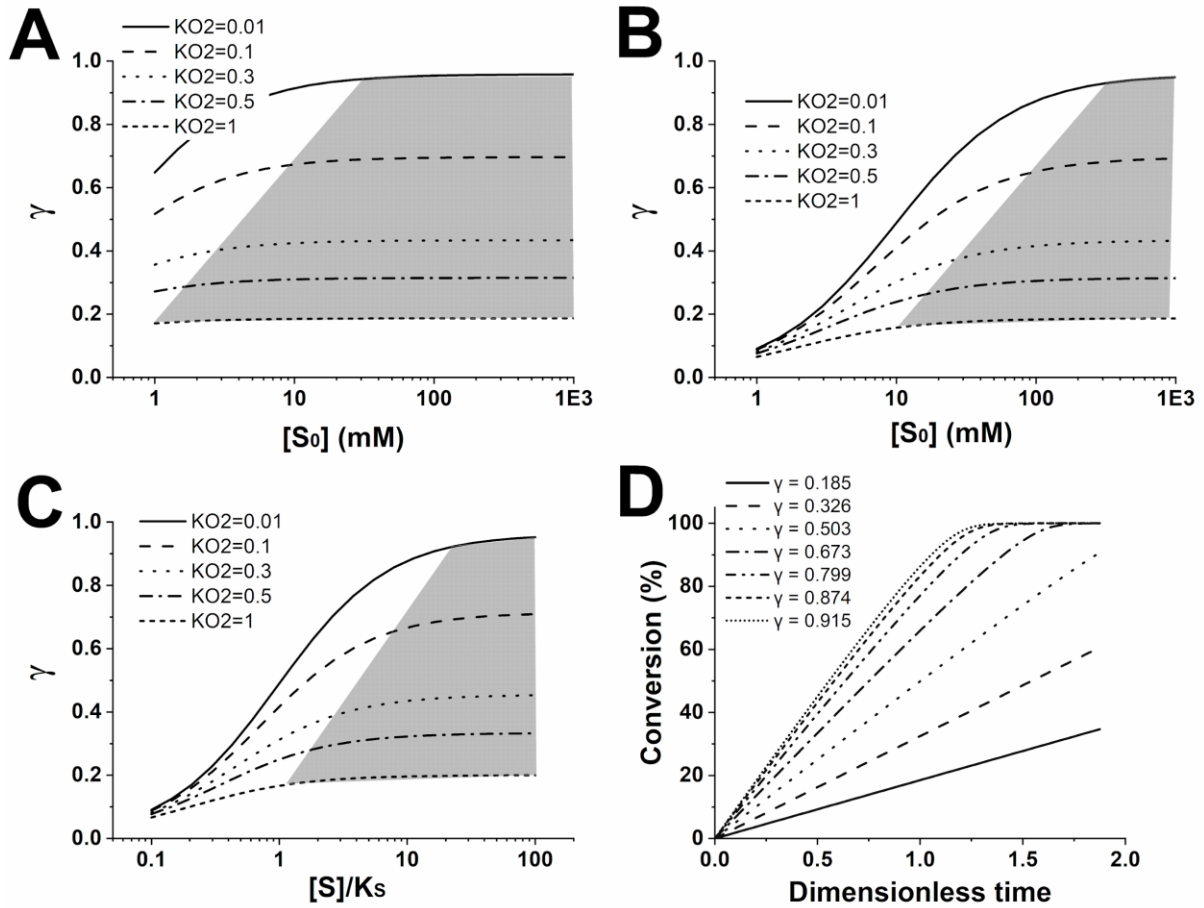 A
KO2=0.01
KO2=0.1
KO2=0.3
KO2=0.5
KO2=1
1.0
0.8
0.6
0.4
0.2
0.0
γ
1
10
100
1E3
[S0] (mM)
B
KO2=0.01
KO2=0.1
KO2=0.3
KO2=0.5
KO2=1
1.0
0.8
0.6
0.4
0.2
0.0
γ
1
10
100
1E3
[S0] (mM)
C
KO2=0.01
KO2=0.1
KO2=0.3
KO2=0.5
KO2=1
1.0
0.8
0.6
0.4
0.2
0.0
γ
0.1
1
10
100
[S]/KS
D
γ = 0.185
γ = 0.326
γ = 0.503
γ = 0.673
γ = 0.799
γ = 0.874
γ = 0.915
100
80
60
40
20
0
Conversion (%)
0.0
0.5
1.0
1.5
2.0
Dimensionless time